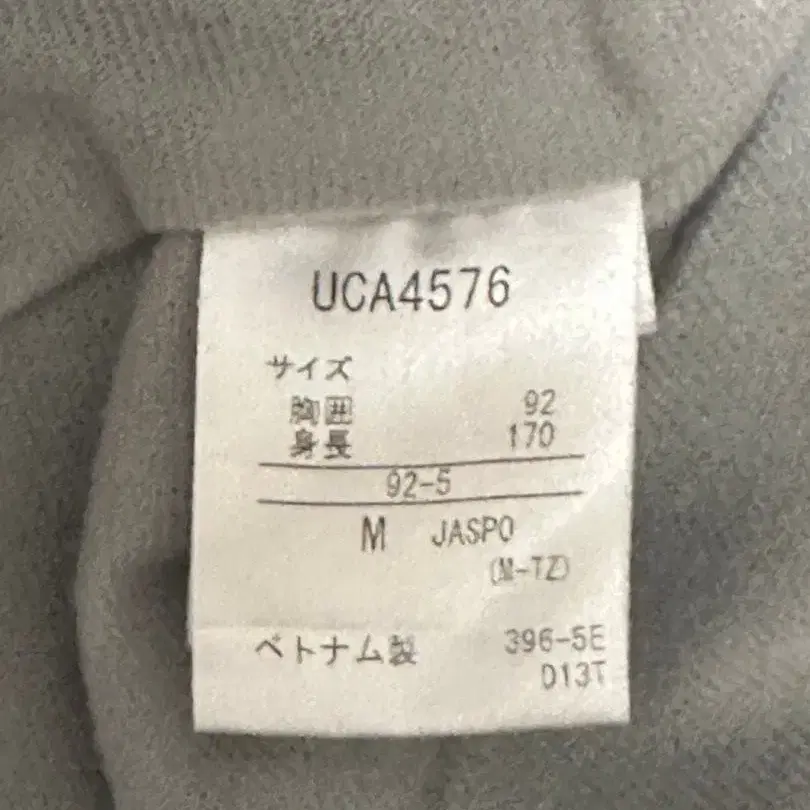 UCA4576
サイズ
胸囲 92
身長 170
92-5
M JASPO
(M-TZ)
ベトナム製 396-5E
D13T